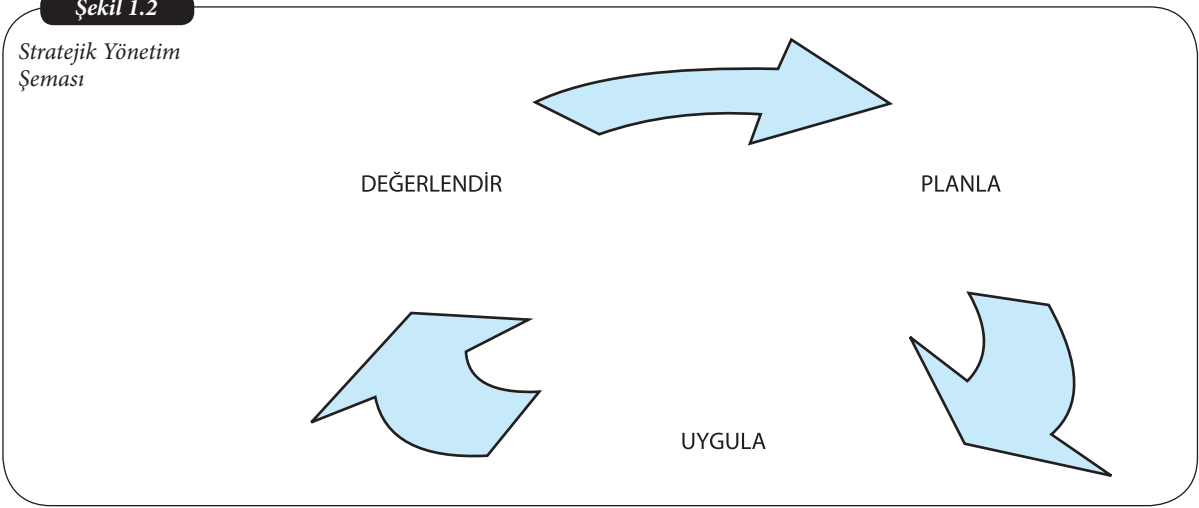 Şekil 1.2
Stratejik Yönetim
Şeması
DEĞERLENDİR
PLANLA
UYGULA